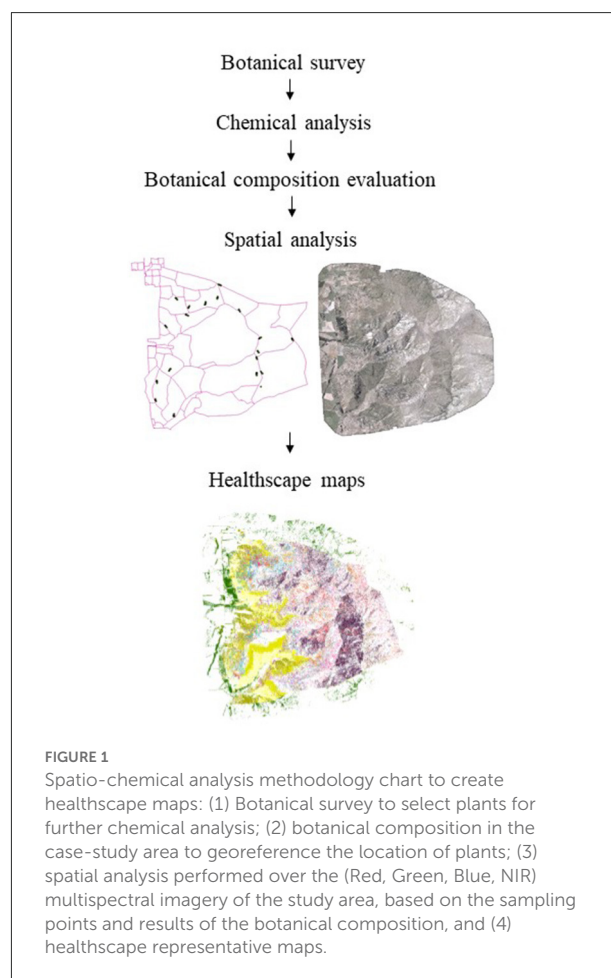 Botanical survey
Chemical analysis
Botanical composition evaluation
Spatial analysis
Healthscape maps
FIGURE 1
Spatio-chemical analysis methodology chart to create
healthscape maps: (1) Botanical survey to select plants for
further chemical analysis; (2) botanical composition in the
case-study area to georeference the location of plants; (3)
spatial analysis performed over the (Red, Green, Blue, NIR)
multispectral imagery of the study area, based on the sampling
points and results of the botanical composition, and (4)
healthscape representative maps.